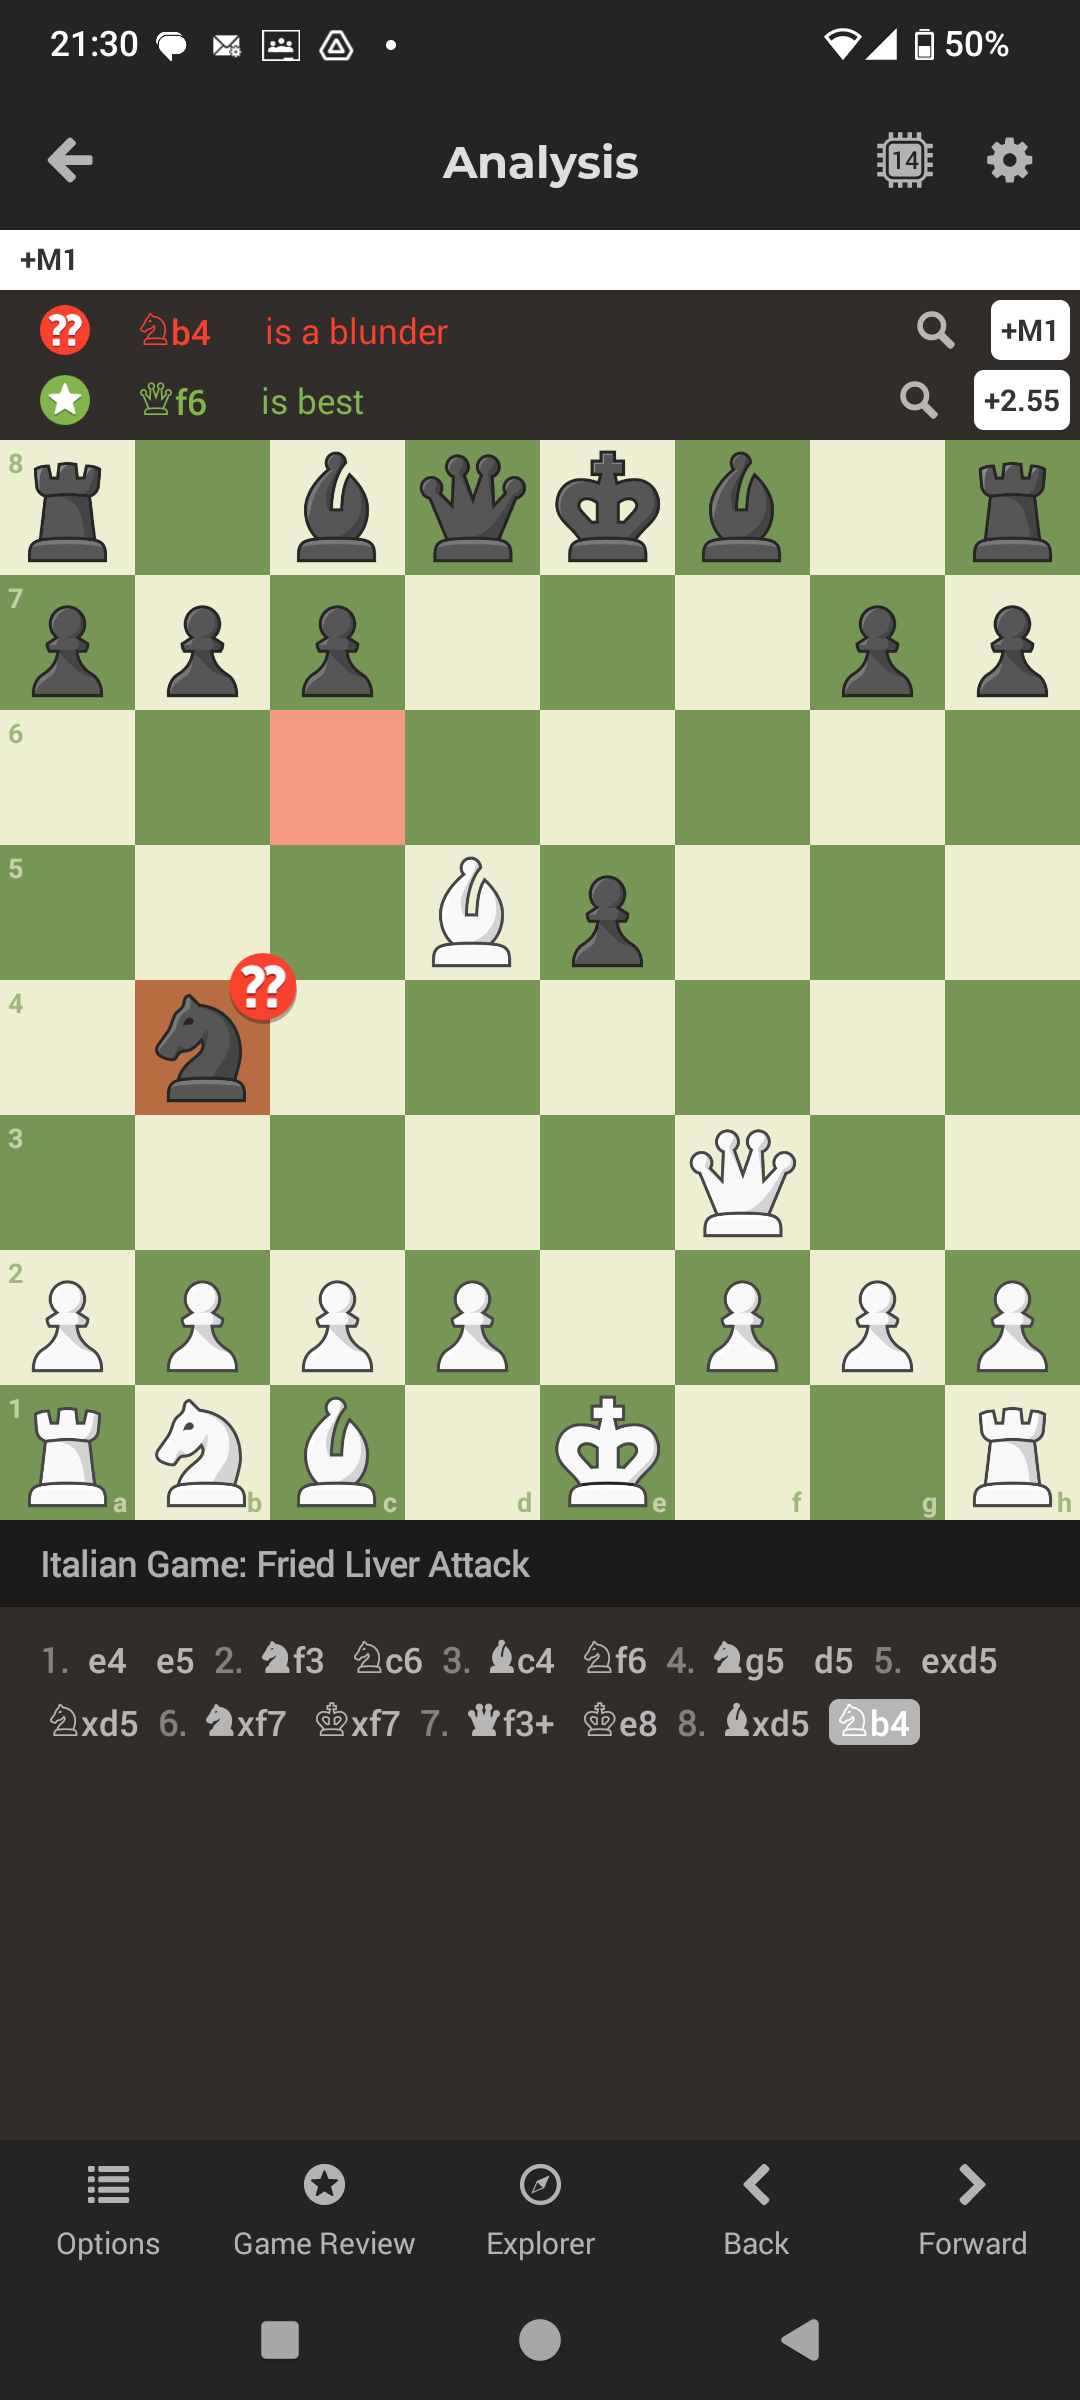 21:30 50%
Analysis 14
+M1
?? ♘b4 is a blunder +M1
♕f6 is best +2.55
8
7
6
5
??
4
3
2
1 a b c d e f g h
Italian Game: Fried Liver Attack
1. e4 e5 2. ♞f3 ♘c6 3. ♝c4 ♘f6 4. ♞g5 d5 5. exd5
♘xd5 6. ♞xf7 ♔xf7 7. ♛f3+ ♔e8 8. ♝xd5 ♘b4
Options Game Review Explorer Back Forward